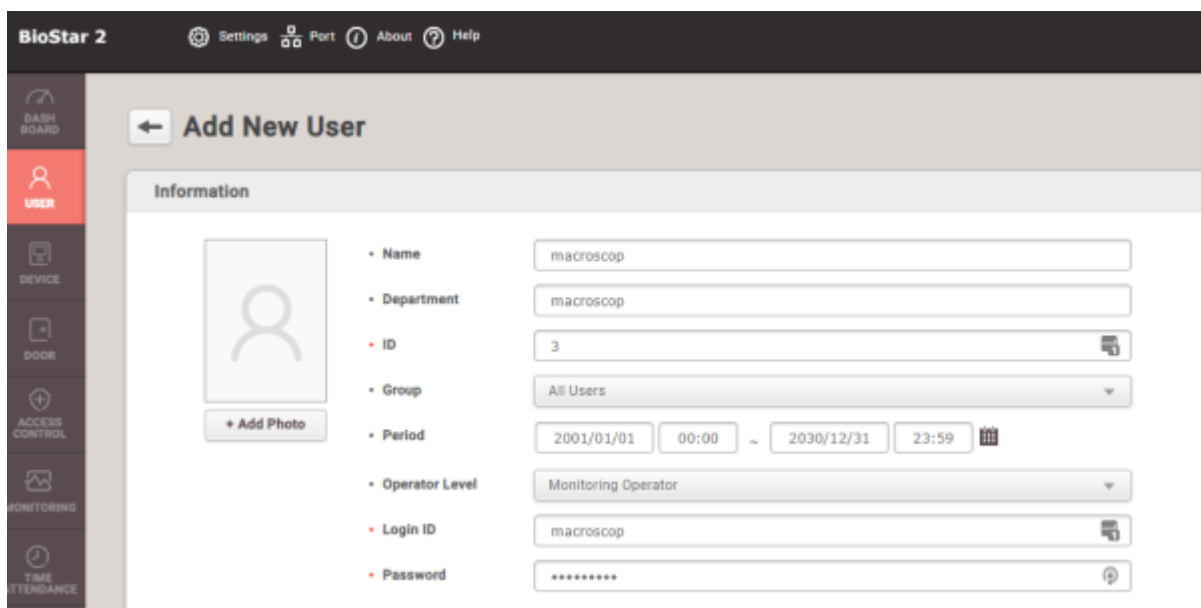 BioStar 2 Settings Port About Help
DASH
BOARD
Add New User
USER
Information
DEVICE
Name macroscop
Department macroscop
DOOR
ID 3
Group All Users
ACCESS
CONTROL
+ Add Photo
Period 2001/01/01 00:00 ~ 2030/12/31 23:59
MONITORING
Operator Level Monitoring Operator
Login ID macroscop
TIME
ATTENDANCE
Password •••••••••